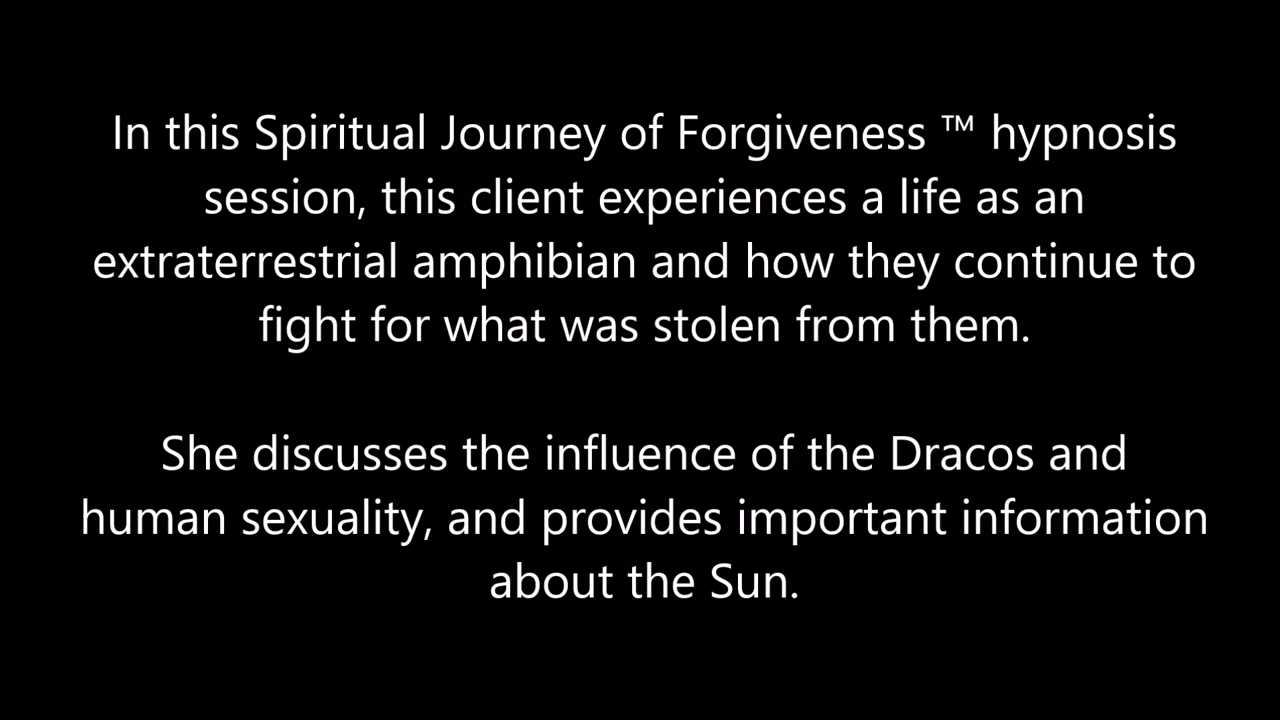 In this Spiritual Journey of Forgiveness ™ hypnosis
session, this client experiences a life as an
extraterrestrial amphibian and how they continue to
fight for what was stolen from them.
She discusses the influence of the Dracos and
human sexuality, and provides important information
about the Sun.